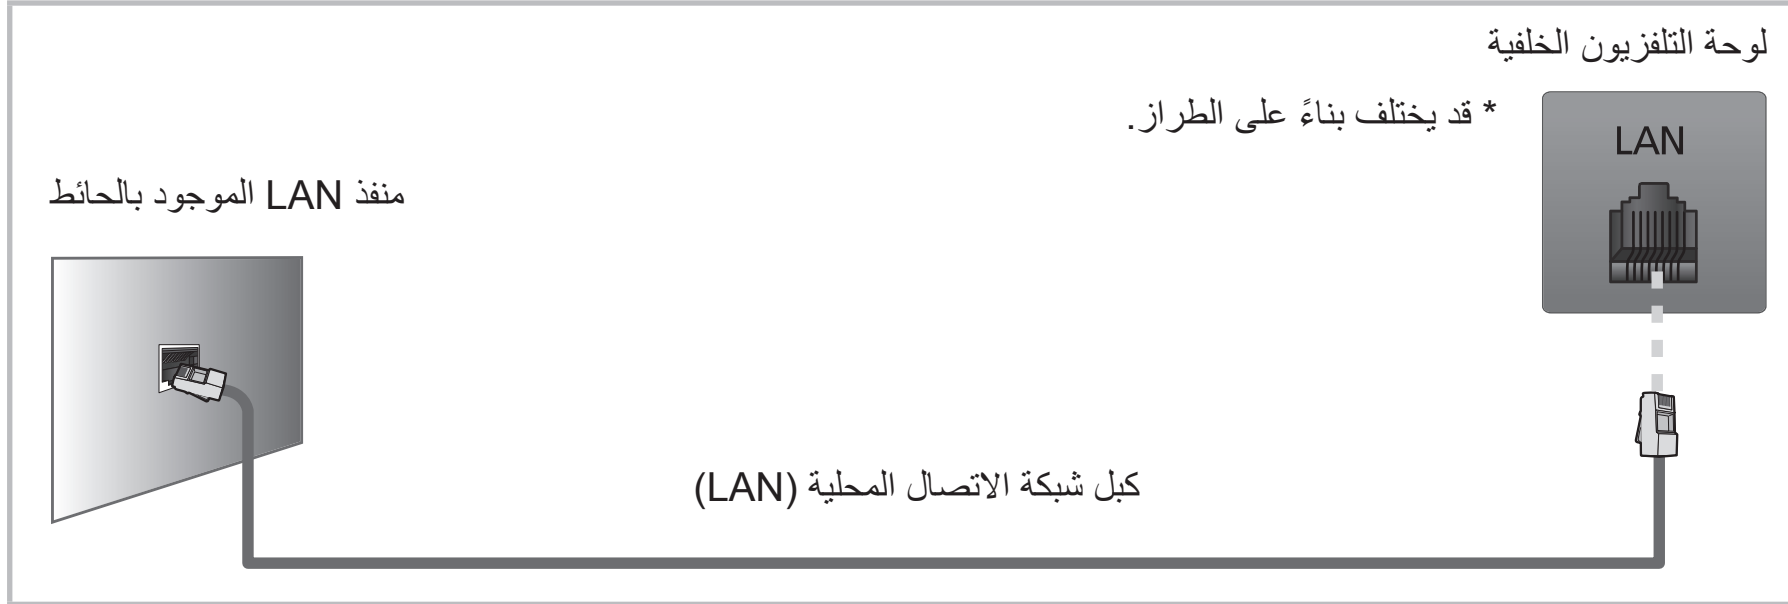 لوحة التلفزيون الخلفية
* قد يختلف بناءً على الطراز.
LAN
منفذ LAN الموجود بالحائط
كبل شبكة الاتصال المحلية (LAN)